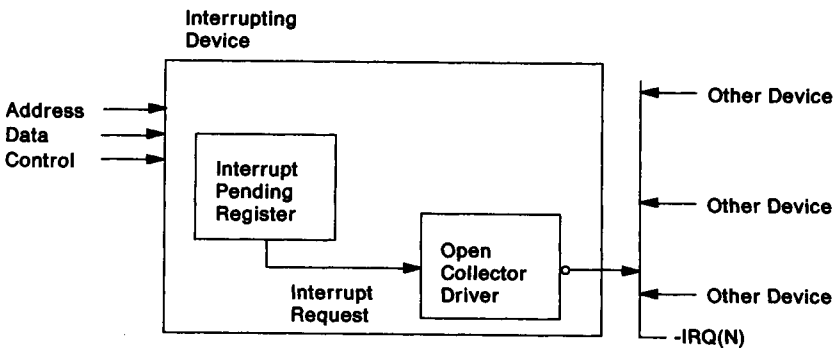 Interrupting
Device
Address
Data
Control
Interrupt
Pending
Register
Interrupt
Request
Open
Collector
Driver
Other Device
Other Device
Other Device
-IRQ(N)